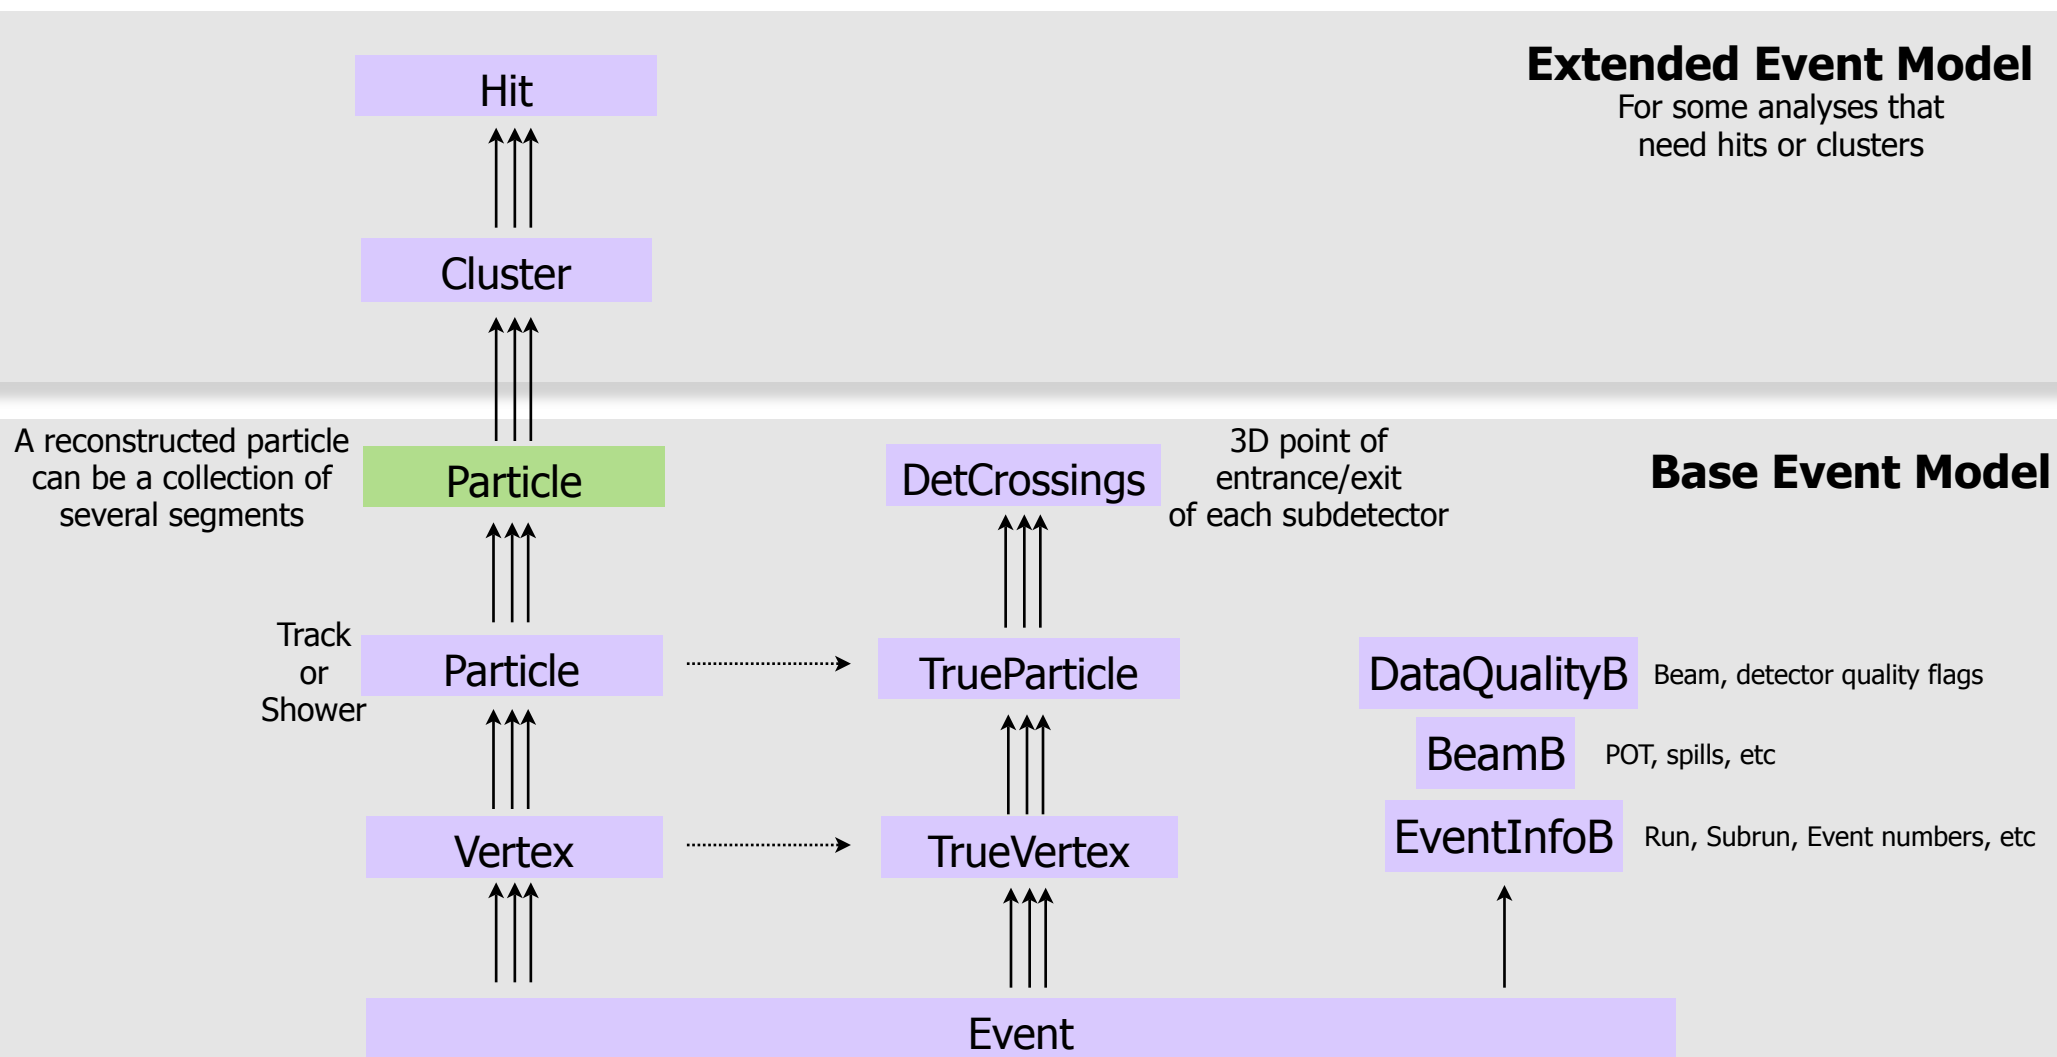 Hit
Extended Event Model
For some analyses that
need hits or clusters
Cluster
A reconstructed particle
can be a collection of
several segments
Particle
DetCrossings
3D point of
entrance/exit
of each subdetector
Base Event Model
Track
or
Shower
Particle
TrueParticle
DataQualityB
Beam, detector quality flags
BeamB
POT, spills, etc
Vertex
TrueVertex
EventInfoB
Run, Subrun, Event numbers, etc
Event